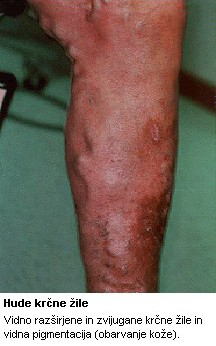 Hude krčne žile
Vidno razširjene in zvijugane krčne žile in
vidna pigmentacija (obarvanje kože).